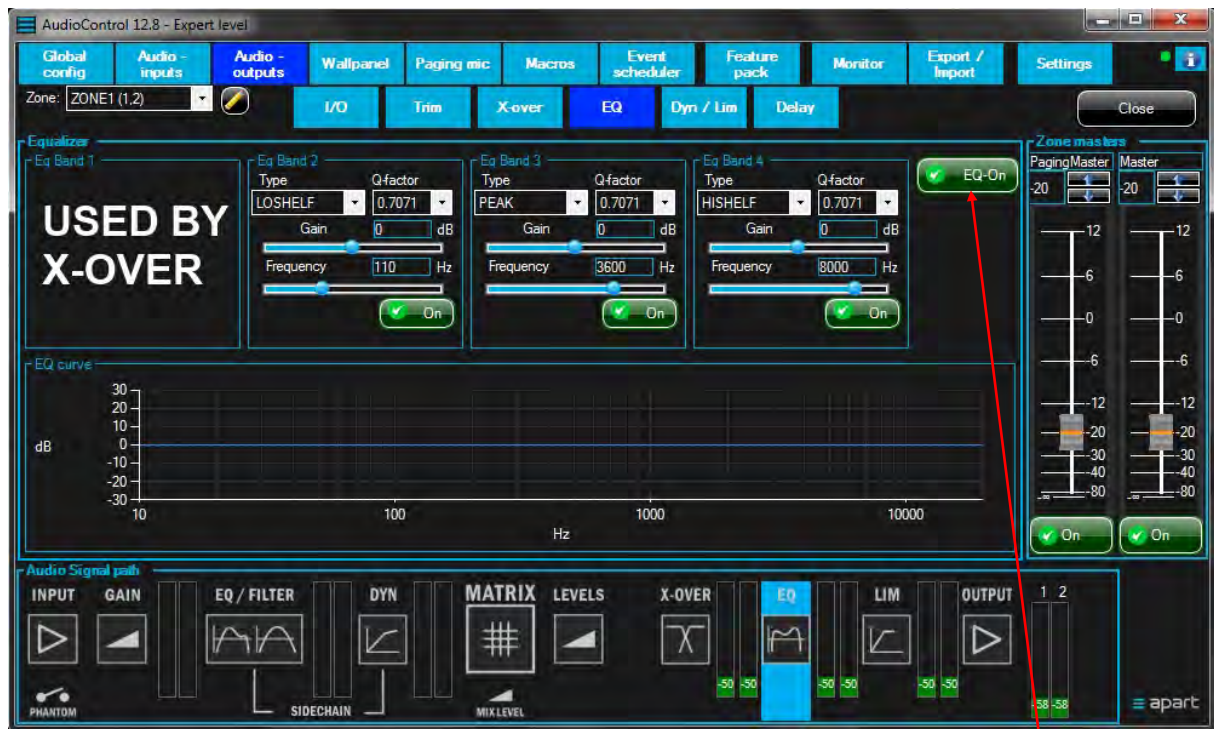 AudioControl 12.8 - Expert level
Global config
Audio - inputs
Audio - outputs
Wallpanel
Paging mic
Macros
Event scheduler
Feature pack
Monitor
Export / Import
Settings
Zone: ZONE1 (1,2)
I/O
Trim
X-over
EQ
Dyn / Lim
Delay
Close
Equalizer
Eq Band 1
USED BY
X-OVER
Eq Band 2
Type
Q-factor
LOSHELF
0.7071
Gain 0 dB
Frequency 110 Hz
On
Eq Band 3
Type
Q-factor
PEAK
0.7071
Gain 0 dB
Frequency 3600 Hz
On
Eq Band 4
Type
Q-factor
HISHELF
0.7071
Gain 0 dB
Frequency 8000 Hz
On
EQ-On
Zone masters
PagingMaster
Master
-20
-20
12 12
6 6
0 0
-6 -6
-12 -12
-20 -20
-30 -30
-40 -40
-80 -80
-∞ -∞
On
On
EQ curve
dB
30
20
10
0
-10
-20
-30
10 100 1000 10000
Hz
Audio Signal path
INPUT
GAIN
EQ / FILTER
DYN
MATRIX
LEVELS
X-OVER
EQ
LIM
OUTPUT
1 2
-50 -50
-50 -50
-50 -50
-58 -58
PHANTOM
SIDECHAIN
MIX LEVEL
apart